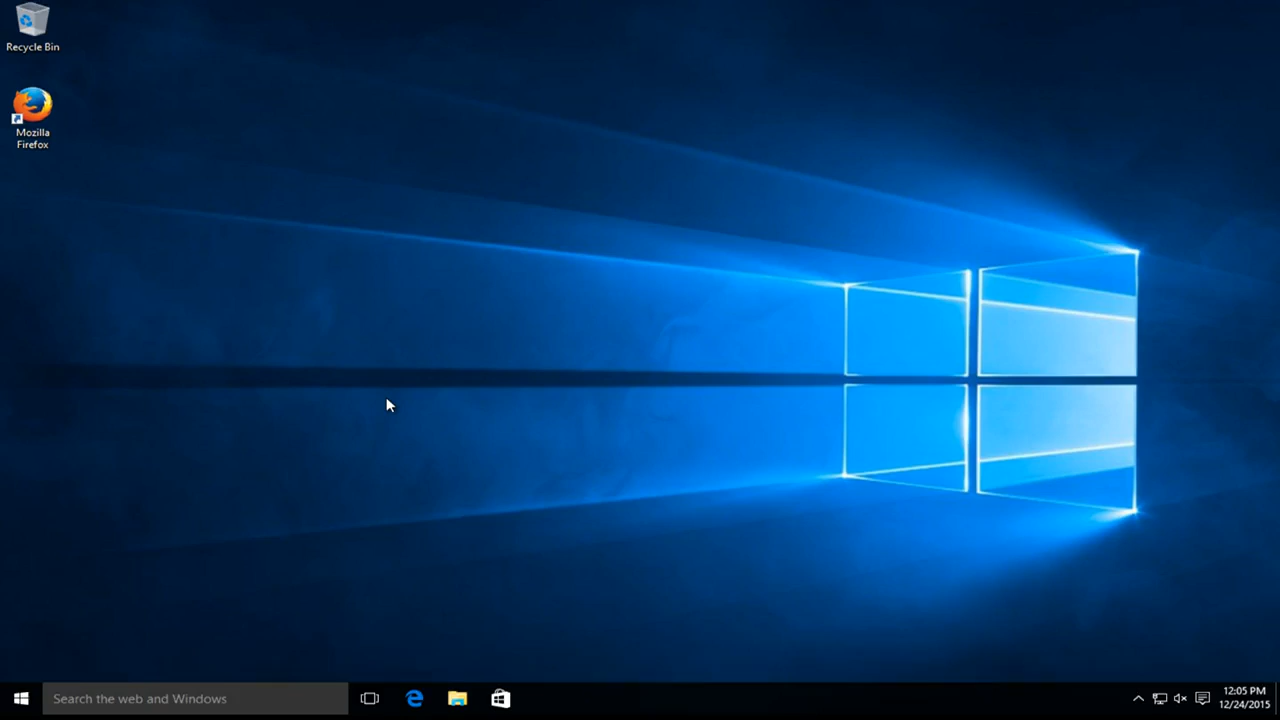 Recycle Bin
Mozilla
Firefox
Search the web and Windows
12:05 PM
12/24/2015